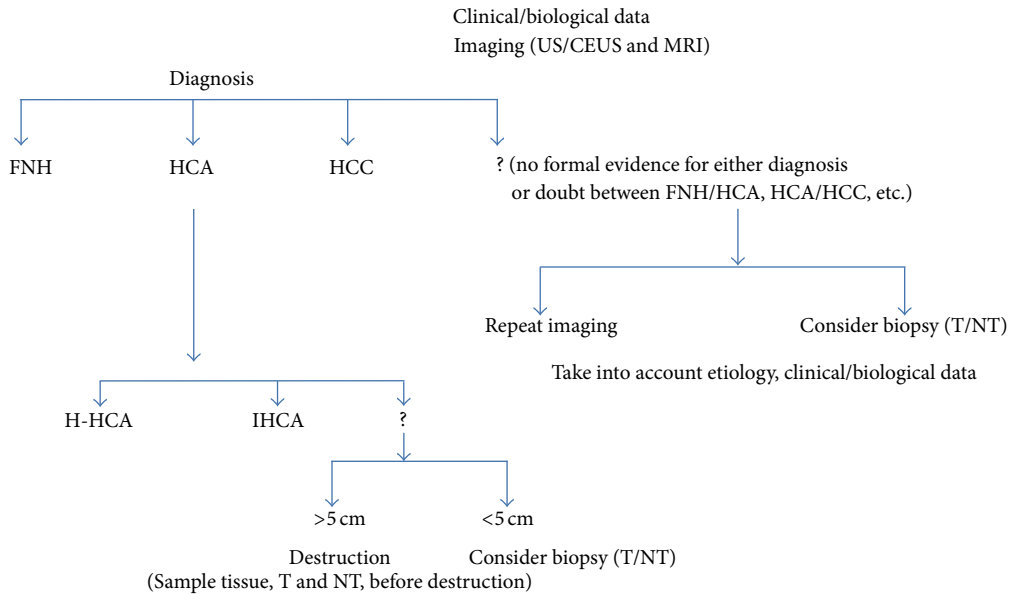 Clinical/biological data
Imaging (US/CEUS and MRI)
Diagnosis
FNH
HCA
HCC
? (no formal evidence for either diagnosis
or doubt between FNH/HCA, HCA/HCC, etc.)
Repeat imaging
Consider biopsy (T/NT)
Take into account etiology, clinical/biological data
H-HCA
IHCA
?
>5 cm
<5 cm
Destruction
Consider biopsy (T/NT)
(Sample tissue, T and NT, before destruction)